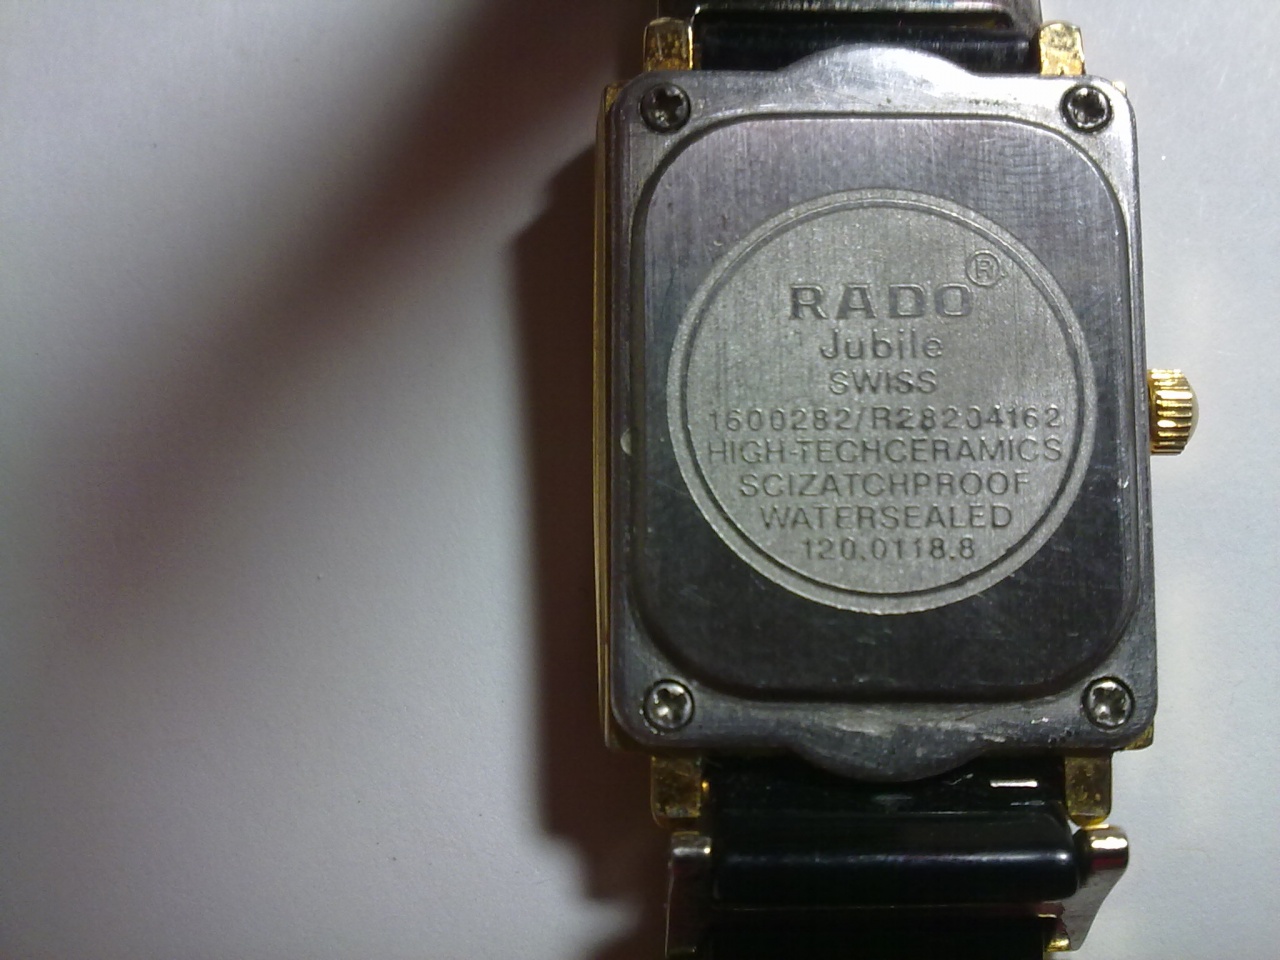 RADO®
Jubile
SWISS
1600282/R28204162
HIGH-TECHCERAMICS
SCIZATCHPROOF
WATERSEALED
120.0118.8